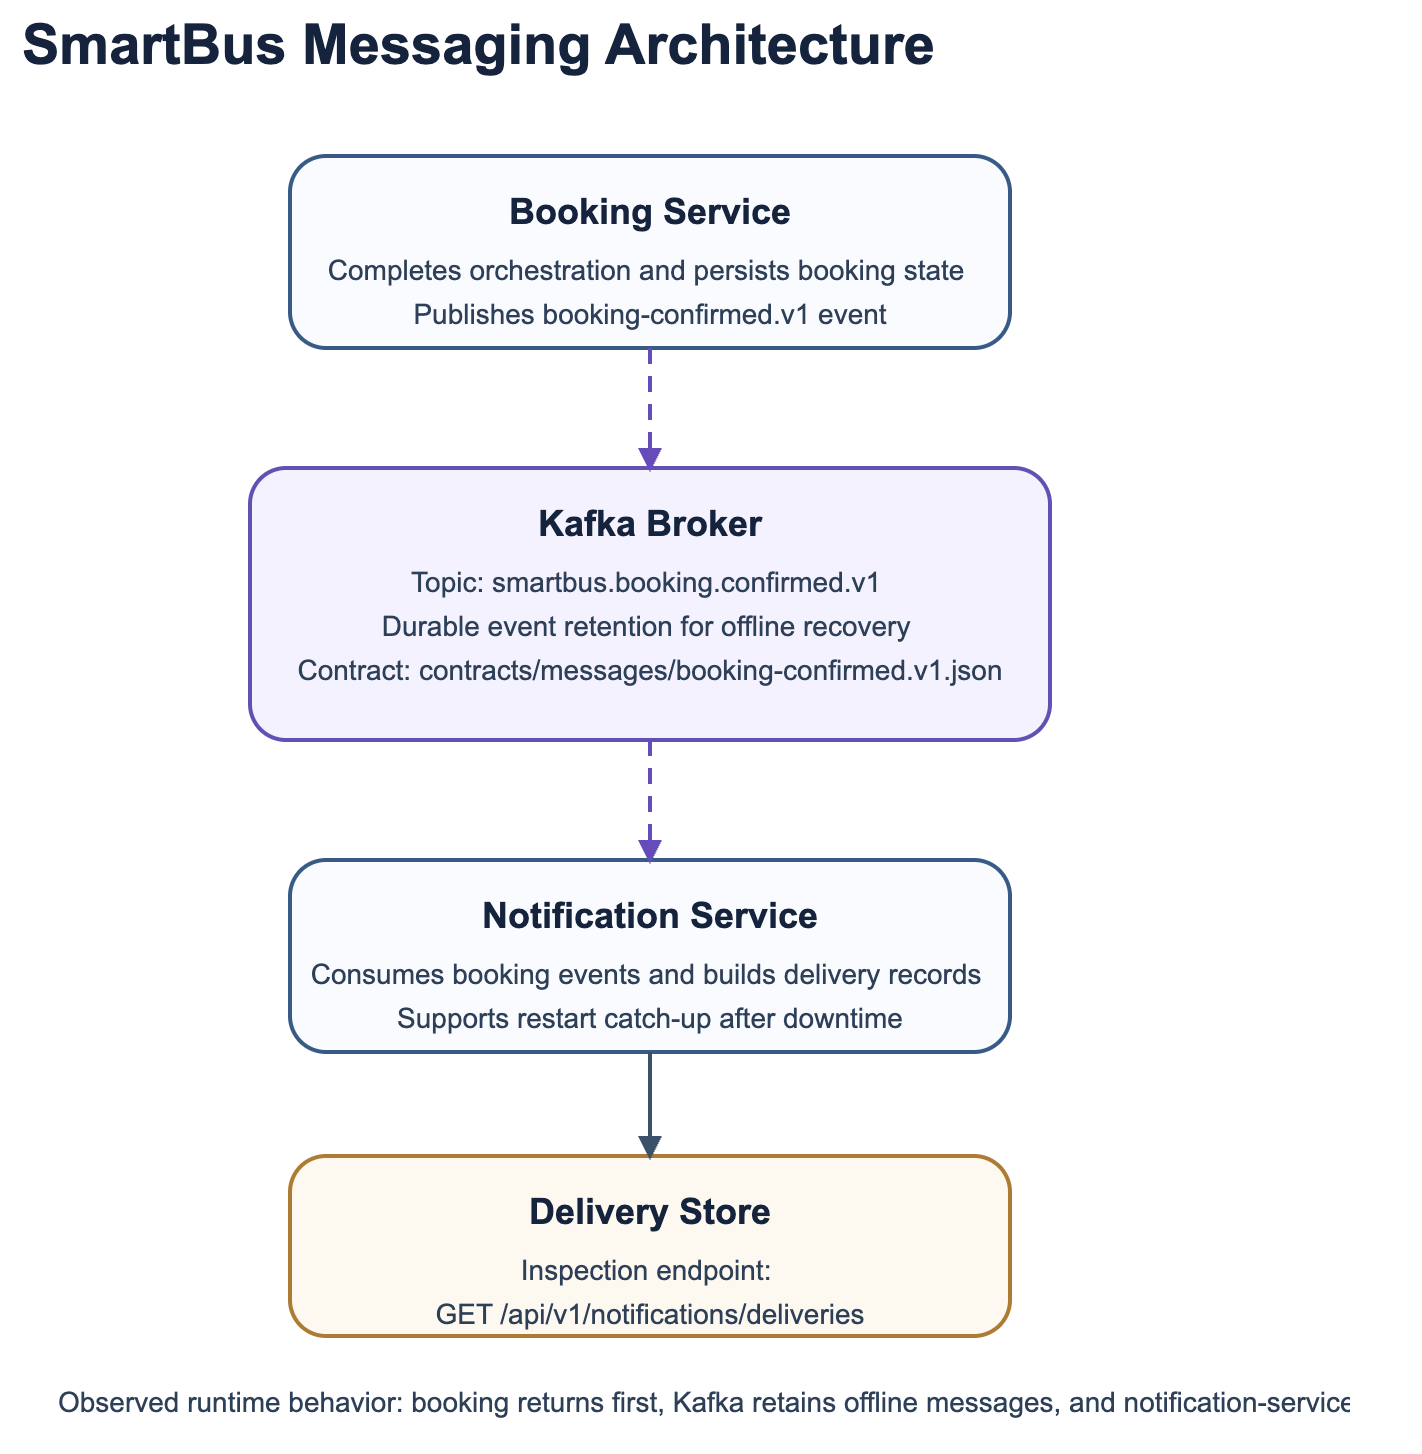 SmartBus Messaging Architecture
Booking Service
Completes orchestration and persists booking state
Publishes booking-confirmed.v1 event
Kafka Broker
Topic: smartbus.booking.confirmed.v1
Durable event retention for offline recovery
Contract: contracts/messages/booking-confirmed.v1.json
Notification Service
Consumes booking events and builds delivery records
Supports restart catch-up after downtime
Delivery Store
Inspection endpoint:
GET /api/v1/notifications/deliveries
Observed runtime behavior: booking returns first, Kafka retains offline messages, and notification-service